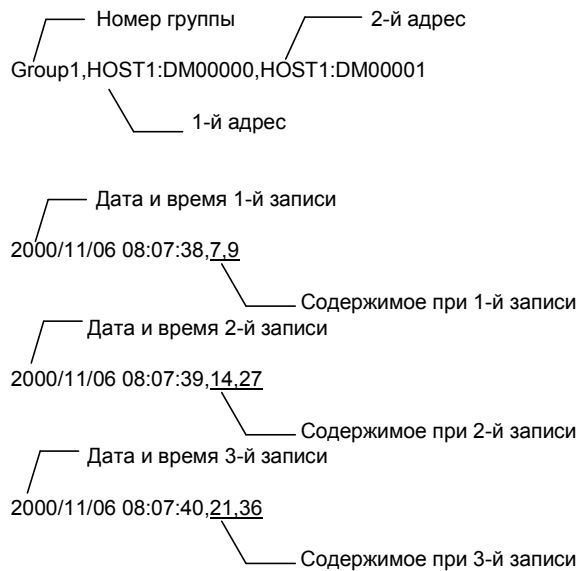 Номер группы
2-й адрес
Group1,HOST1:DM00000,HOST1:DM00001
1-й адрес
Дата и время 1-й записи
2000/11/06 08:07:38,7,9
Содержимое при 1-й записи
Дата и время 2-й записи
2000/11/06 08:07:39,14,27
Содержимое при 2-й записи
Дата и время 3-й записи
2000/11/06 08:07:40,21,36
Содержимое при 3-й записи